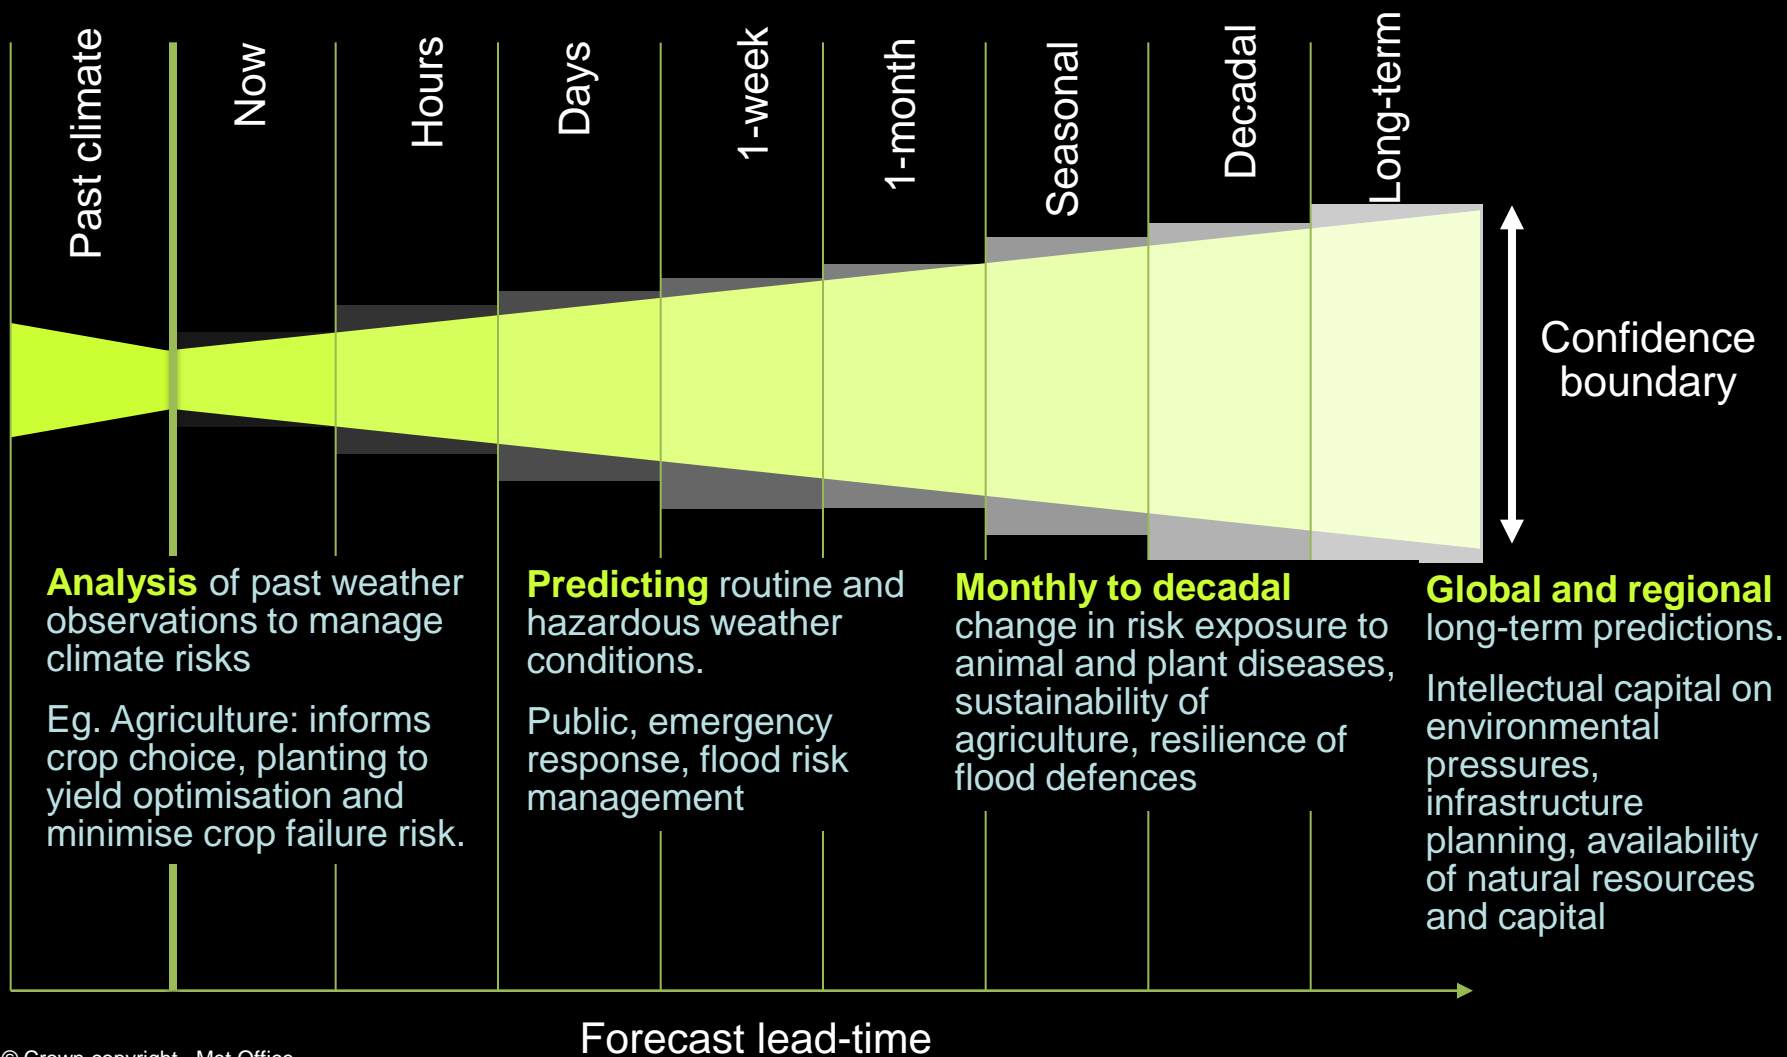 Past climate
Now
Hours
Days
1-week
1-month
Seasonal
Decadal
Long-term
Confidence
boundary
Analysis of past weather
observations to manage
climate risks
Eg. Agriculture: informs
crop choice, planting to
yield optimisation and
minimise crop failure risk.
Predicting routine and
hazardous weather
conditions.
Public, emergency
response, flood risk
management
Monthly to decadal
change in risk exposure to
animal and plant diseases,
sustainability of
agriculture, resilience of
flood defences
Global and regional
long-term predictions.
Intellectual capital on
environmental
pressures,
infrastructure
planning, availability
of natural resources
and capital
Forecast lead-time
© Crown copyright Met Office